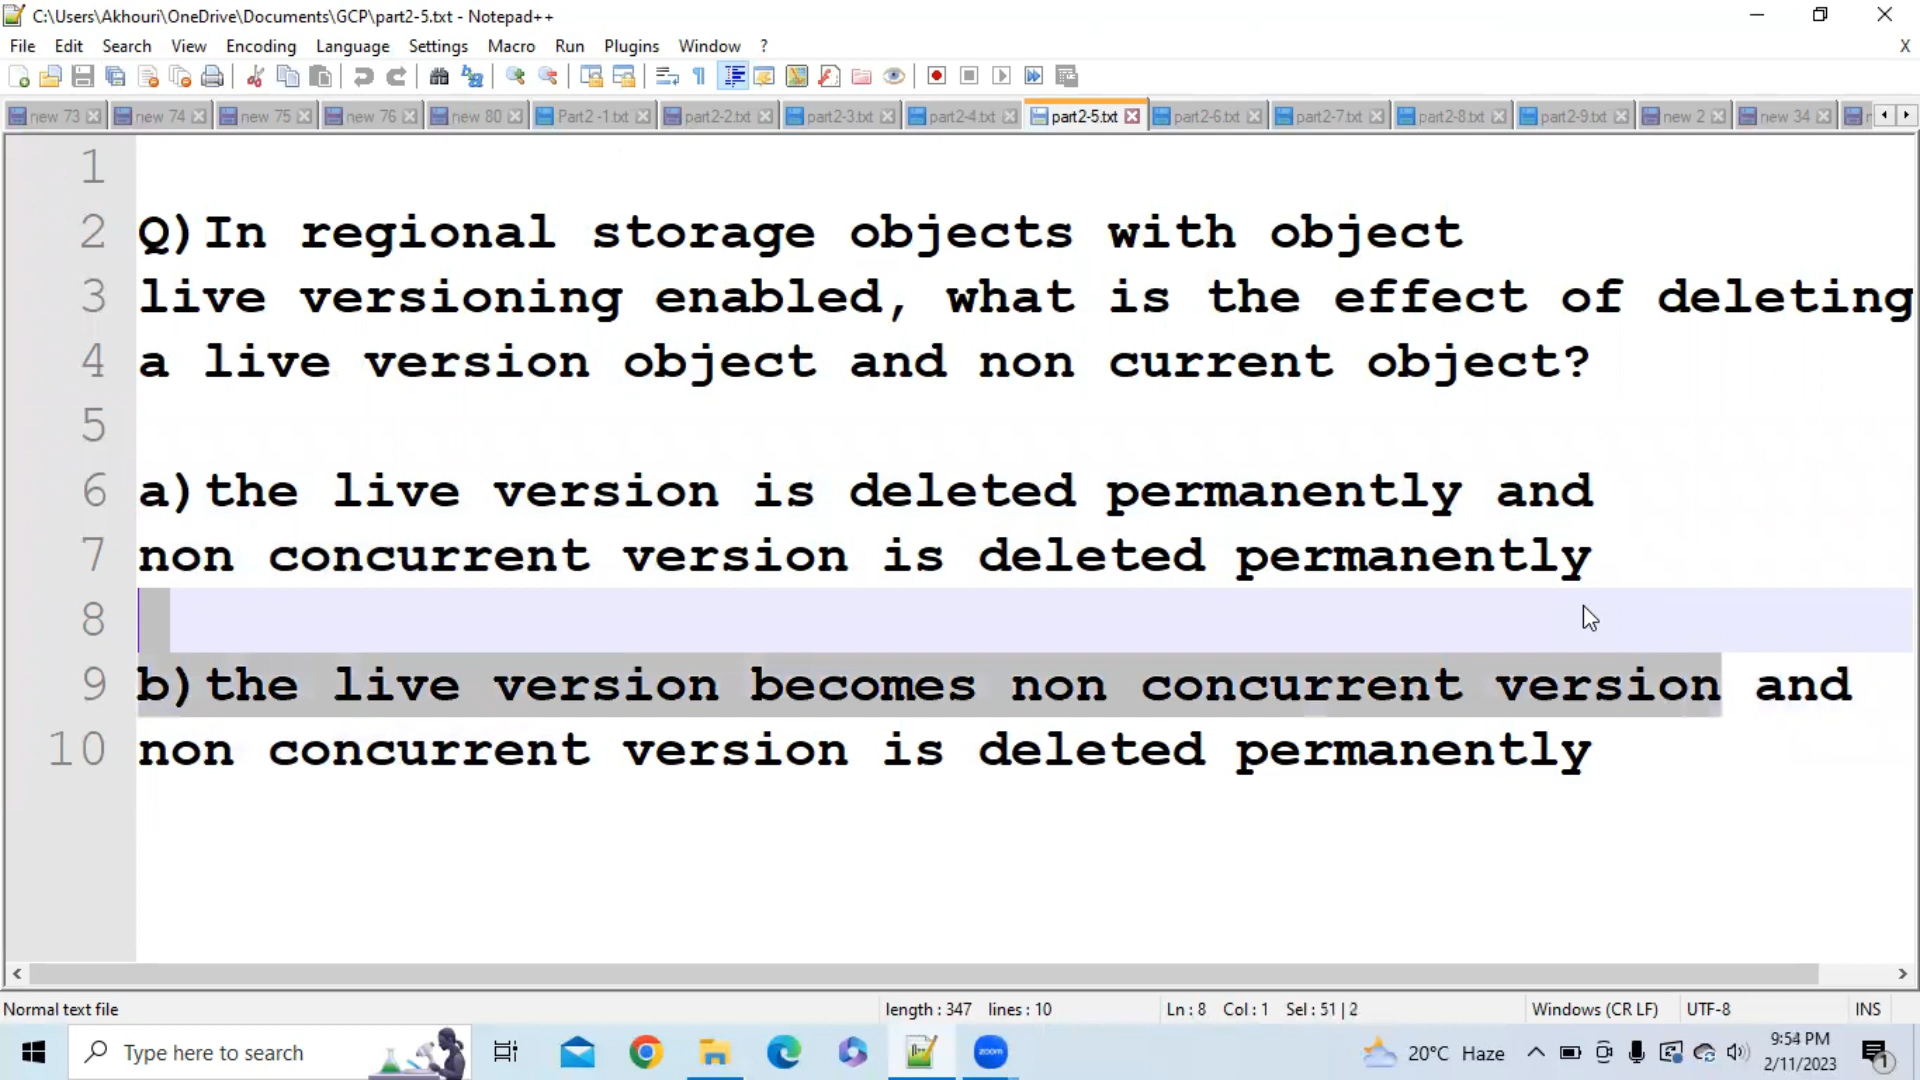 C:\Users\Akhouri\OneDrive\Documents\GCP\part2-5.txt - Notepad++
File Edit Search View Encoding Language Settings Macro Run Plugins Window ? X
new 73 new 74 new 75 new 76 new 80 Part2 -1.txt part2-2.txt part2-3.txt part2-4.txt part2-5.txt part2-6.txt part2-7.txt part2-8.txt part2-9.txt new 2 new 34
1
2 Q)In regional storage objects with object
3 live versioning enabled, what is the effect of deleting
4 a live version object and non current object?
5
6 a)the live version is deleted permanently and
7 non concurrent version is deleted permanently
8
9 b)the live version becomes non concurrent version and
10 non concurrent version is deleted permanently
Normal text file length : 347 lines : 10 Ln : 8 Col : 1 Sel : 51 | 2 Windows (CR LF) UTF-8 INS
Type here to search zoom 20°C Haze 9:54 PM
2/11/2023 1